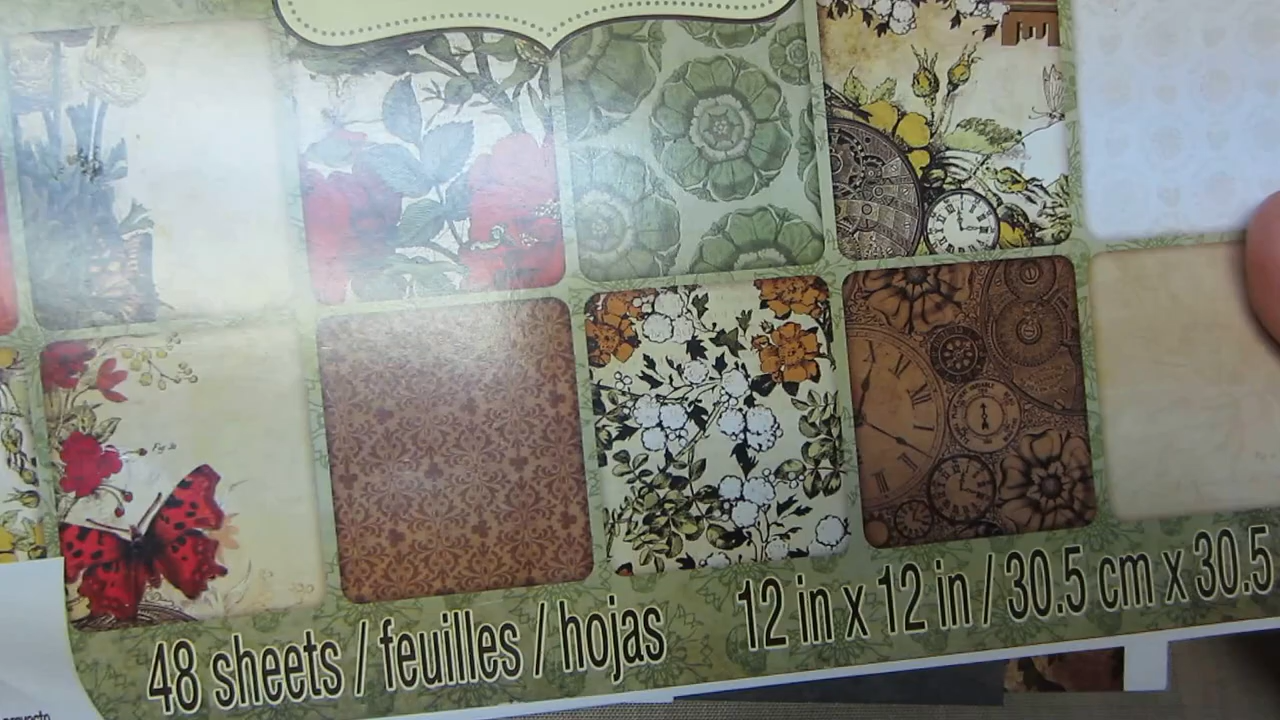 48 sheets / feuilles / hojas
12 in x 12 in / 30.5 cm x 30.5